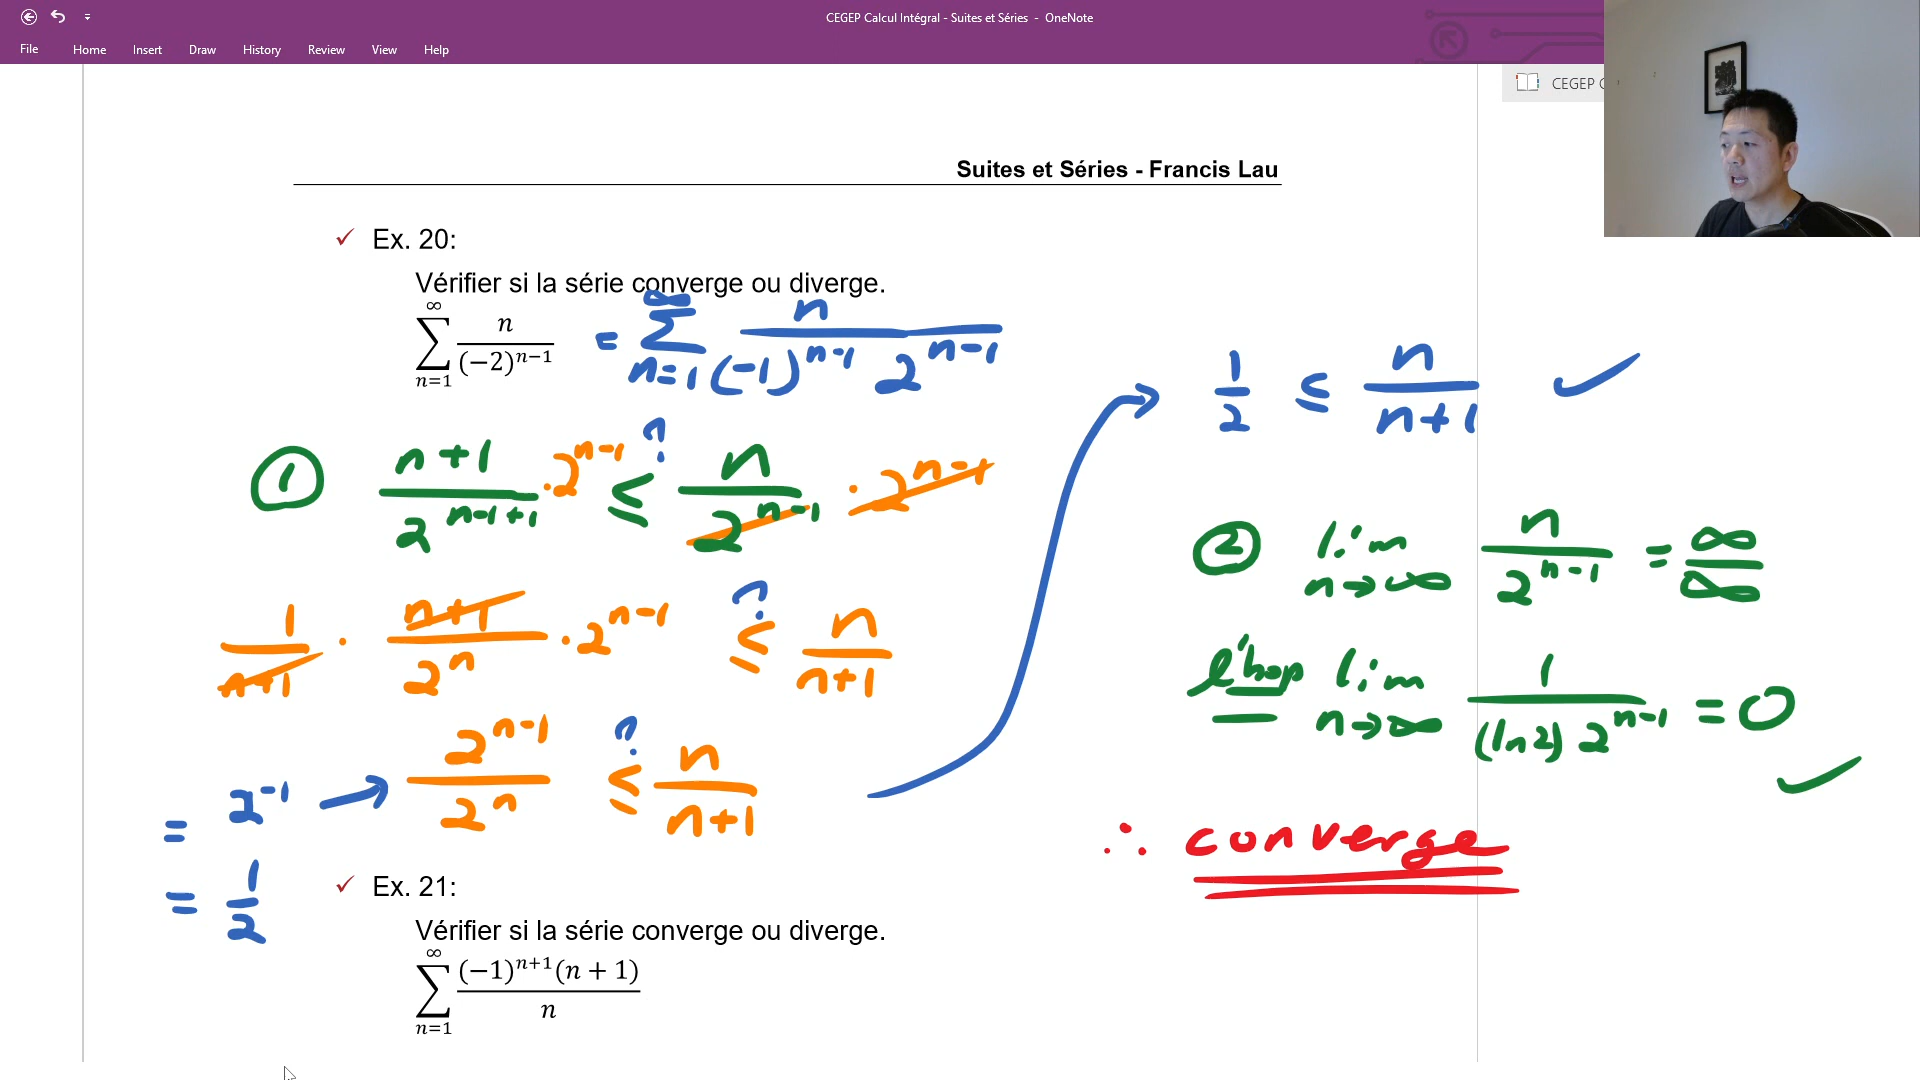 CEGEP Calcul Intégral - Suites et Séries - OneNote
File Home Insert Draw History Review View Help
CEGEP
Suites et Séries - Francis Lau
✓ Ex. 20:
Vérifier si la série converge ou diverge.
∑_{n=1}^{∞} n/(−2)^{n−1} = ∑_{n=1}^{∞} n/((−1)^{n-1} 2^{n-1})
① (n+1)/2^{n-1+1} · 2^{n-1} ≤? n/2^{n-1} · 2^{n-1}
1/(n+1) · (n+1)/2^n · 2^{n-1} ≤? n/(n+1)
2^{n-1}/2^n ≤? n/(n+1)
= 2^{-1} →
= 1/2
1/2 ≤ n/(n+1) ✓
② lim n→∞ n/2^{n-1} = ∞/∞
l'hop = lim n→∞ 1/((ln2) 2^{n-1}) = 0 ✓
∴ converge
✓ Ex. 21:
Vérifier si la série converge ou diverge.
∑_{n=1}^{∞} (−1)^{n+1}(n + 1)/n